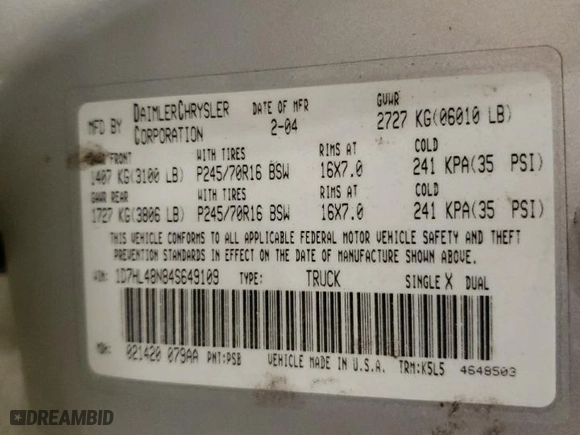 MFD BY DAIMLERCHRYSLER CORPORATION DATE OF MFR 2-04 GVWR 2727 KG(06010 LB)
GAWR FRONT WITH TIRES RIMS AT COLD
1407 KG(3100 LB) P245/70R16 BSW 16X7.0 241 KPA(35 PSI)
GAWR REAR WITH TIRES RIMS AT COLD
1727 KG(3806 LB) P245/70R16 BSW 16X7.0 241 KPA(35 PSI)
THIS VEHICLE CONFORMS TO ALL APPLICABLE FEDERAL MOTOR VEHICLE SAFETY AND THEFT
PREVENTION STANDARDS IN EFFECT ON THE DATE OF MANUFACTURE SHOWN ABOVE.
VIN: 1D7HL48N84S649109 TYPE: TRUCK SINGLE X DUAL
MDH: 021420 079AA PNT:PSB VEHICLE MADE IN U.S.A. TRM:K5L5 4648503
DREAMBID